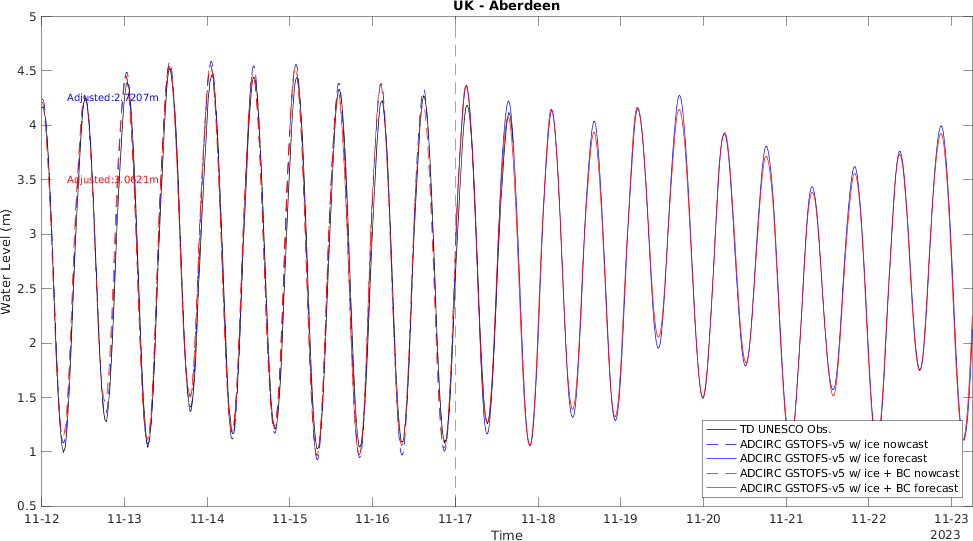 UK - Aberdeen
5
4.5
4
3.5
3
2.5
2
1.5
1
0.5
Water Level (m)
Adjusted:2.7207m
Adjusted:3.0621m
TD UNESCO Obs.
ADCIRC GSTOFS-v5 w/ ice nowcast
ADCIRC GSTOFS-v5 w/ ice forecast
ADCIRC GSTOFS-v5 w/ ice + BC nowcast
ADCIRC GSTOFS-v5 w/ ice + BC forecast
11-12 11-13 11-14 11-15 11-16 11-17 11-18 11-19 11-20 11-21 11-22 11-23
2023
Time